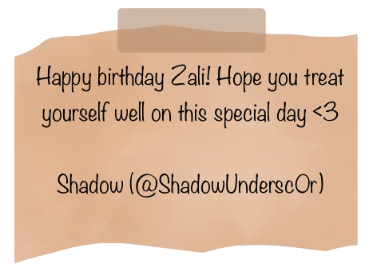 Happy birthday Zali! Hope you treat
yourself well on this special day <3
Shadow (@ShadowUndersc0r)